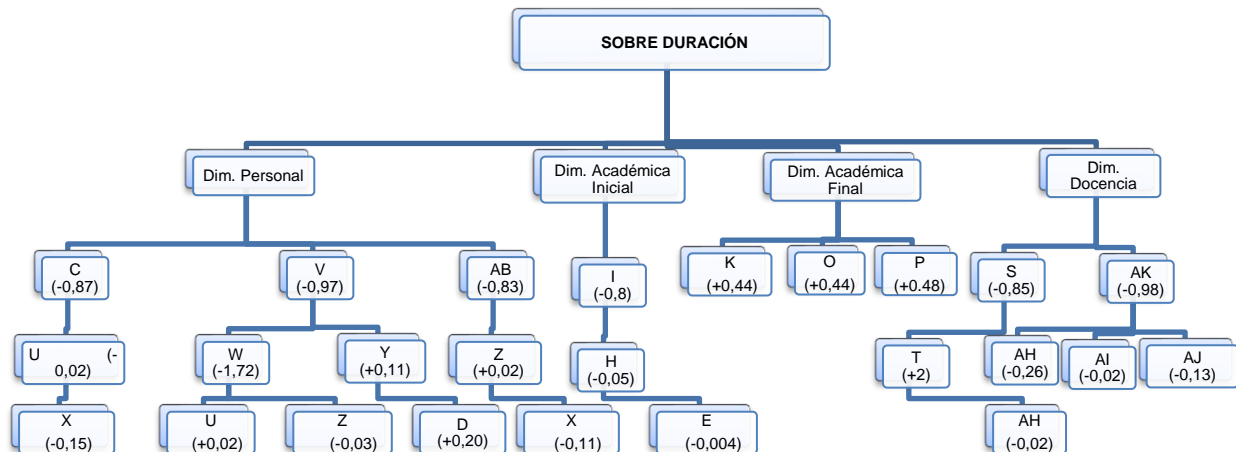 SOBRE DURACIÓN
Dim. Personal
Dim. Académica
Inicial
Dim. Académica
Final
Dim.
Docencia
C
(-0,87)
V
(-0,97)
AB
(-0,83)
I
(-0,8)
K
(+0,44)
O
(+0,44)
P
(+0.48)
S
(-0,85)
AK
(-0,98)
U (-
0,02)
W
(-1,72)
Y
(+0,11)
Z
(+0,02)
H
(-0,05)
T
(+2)
AH
(-0,26)
AI
(-0,02)
AJ
(-0,13)
X
(-0,15)
U
(+0,02)
Z
(-0,03)
D
(+0,20)
X
(-0,11)
E
(-0,004)
AH
(-0,02)